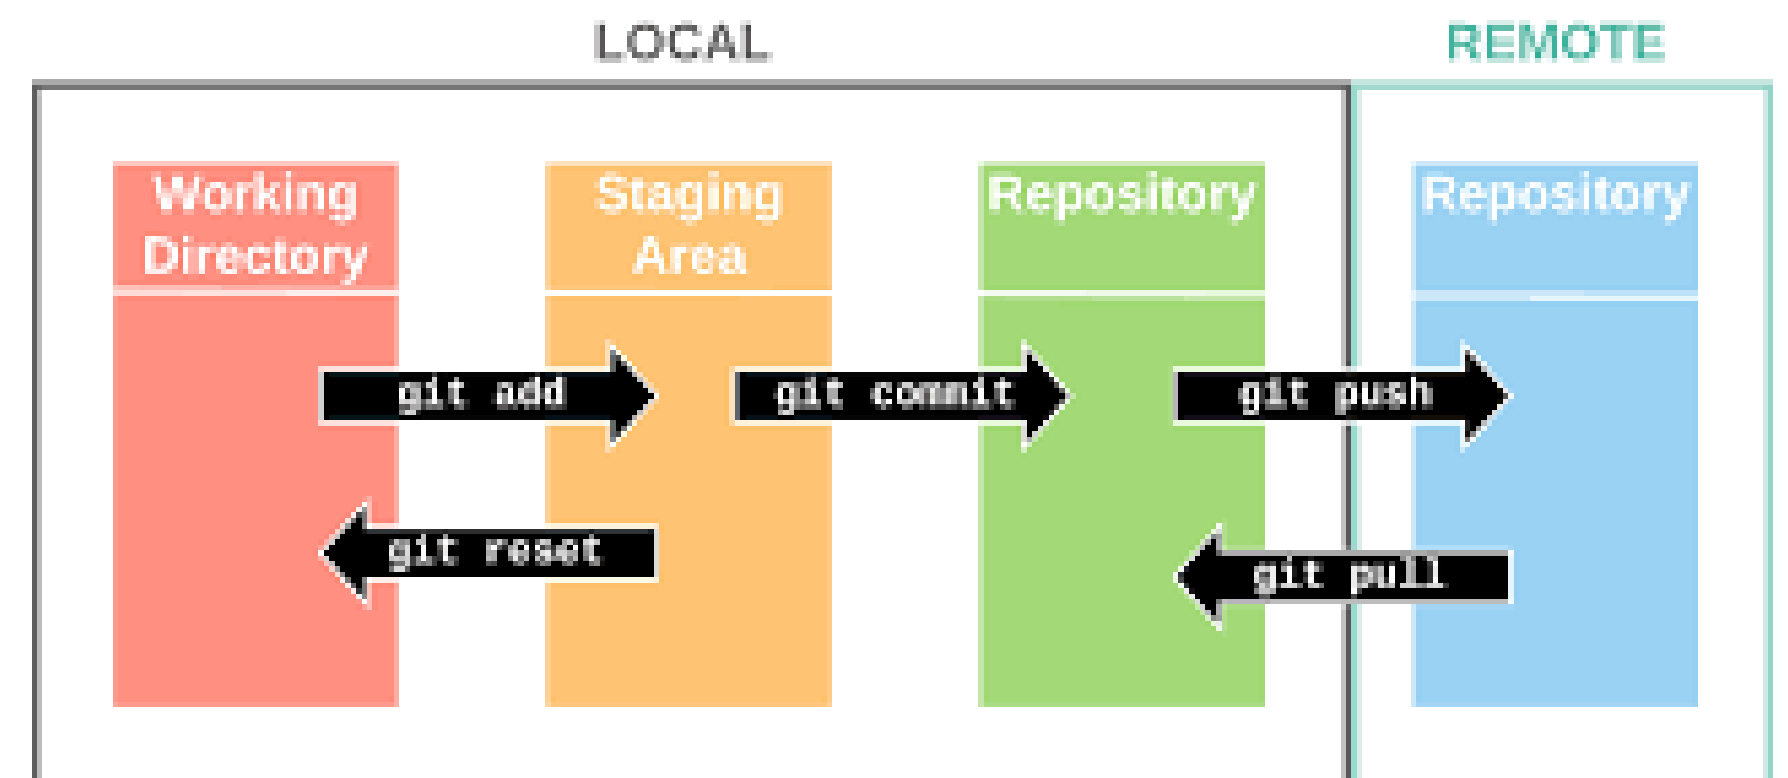 LOCAL
REMOTE
Working
Directory
Staging
Area
Repository
Repository
git add
git commit
git push
git reset
git pull